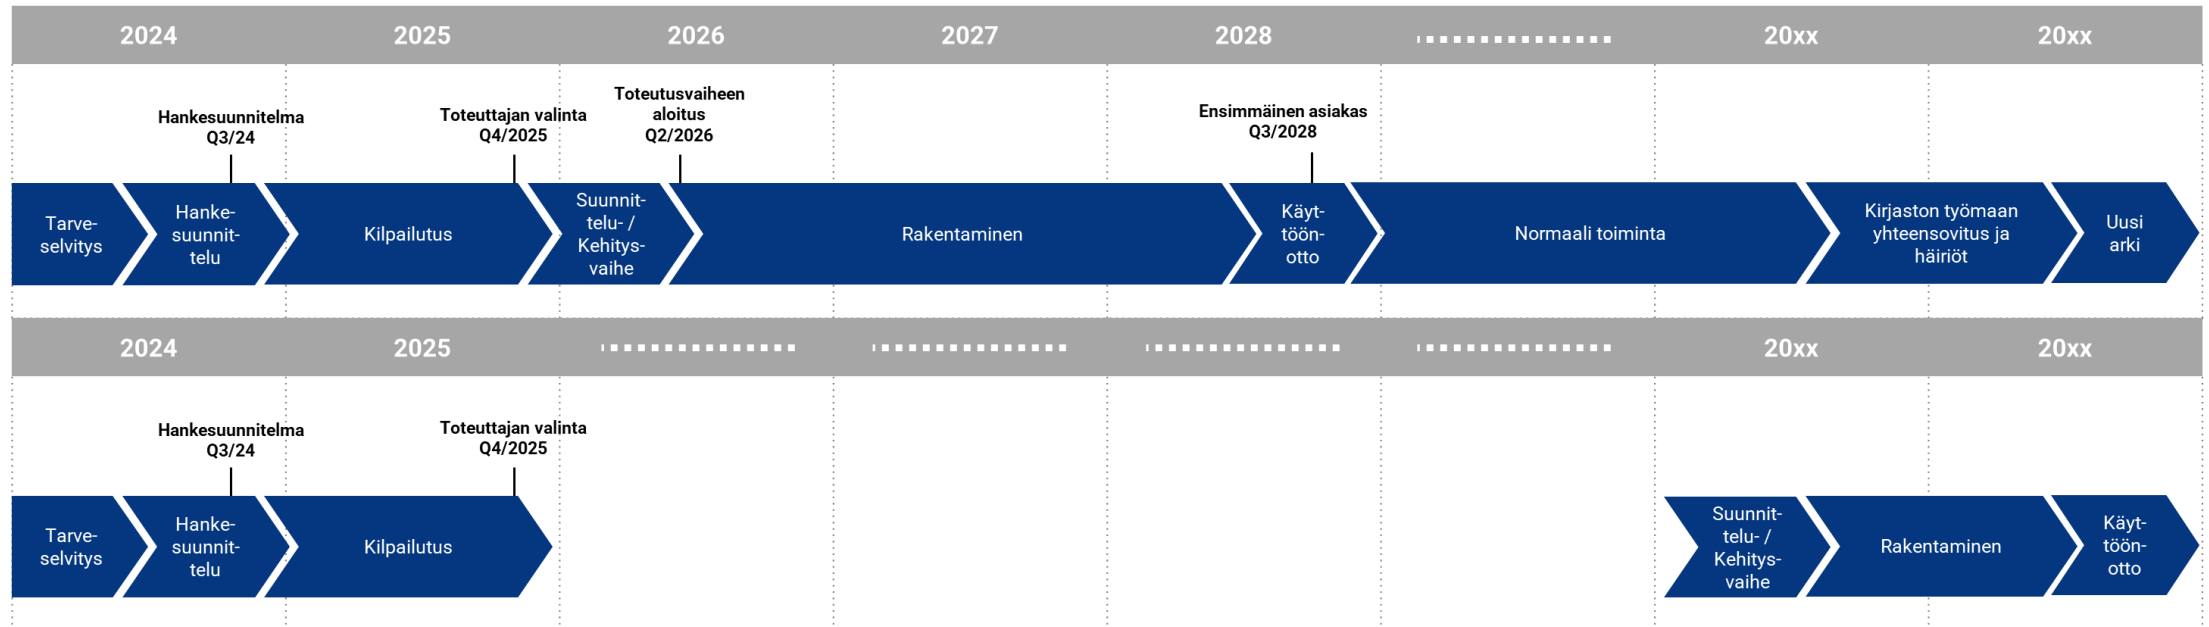 2024 2025 2026 2027 2028 20xx 20xx
Hankesuunnitelma
Q3/24
Toteuttajan valinta
Q4/2025
Toteutusvaiheen
aloitus
Q2/2026
Ensimmäinen asiakas
Q3/2028
Tarve-
selvitys
Hanke-
suunnit-
telu
Kilpailutus
Suunnit-
telu- /
Kehitys-
vaihe
Rakentaminen
Käyt-
töön-
otto
Normaali toiminta
Kirjaston työmaan
yhteensovitus ja
häiriöt
Uusi
arki
2024 2025 20xx 20xx
Hankesuunnitelma
Q3/24
Toteuttajan valinta
Q4/2025
Tarve-
selvitys
Hanke-
suunnit-
telu
Kilpailutus
Suunnit-
telu- /
Kehitys-
vaihe
Rakentaminen
Käyt-
töön-
otto